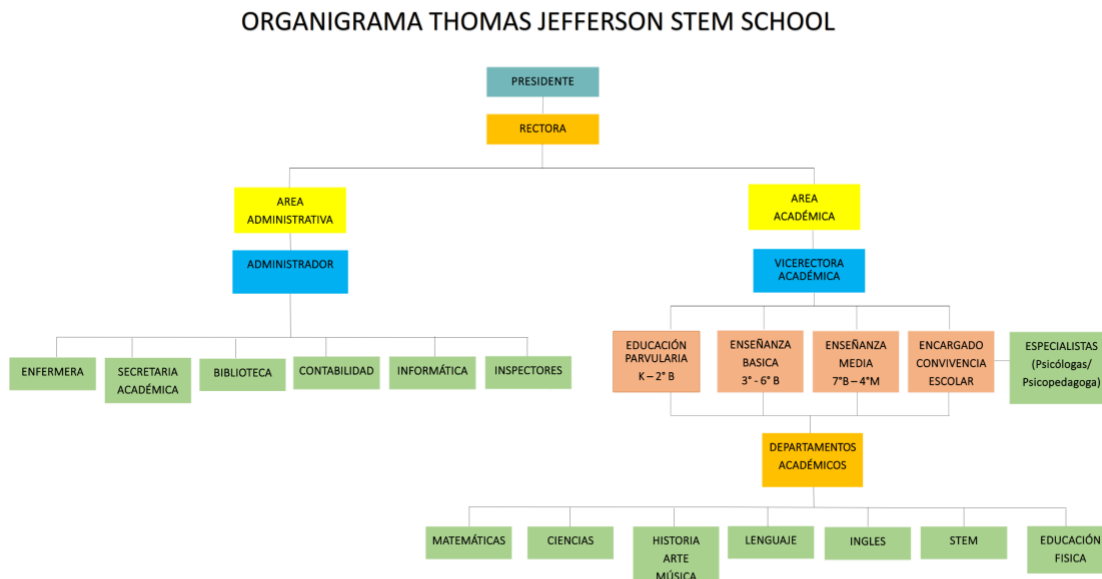 ORGANIGRAMA THOMAS JEFFERSON STEM SCHOOL
PRESIDENTE
RECTORA
AREA
ADMINISTRATIVA
AREA
ACADÉMICA
ADMINISTRADOR
VICERECTORA
ACADÉMICA
ENFERMERA
SECRETARIA
ACADÉMICA
BIBLIOTECA
CONTABILIDAD
INFORMÁTICA
INSPECTORES
EDUCACIÓN
PARVULARIA
K – 2° B
ENSEÑANZA
BASICA
3° - 6° B
ENSEÑANZA
MEDIA
7°B – 4°M
ENCARGADO
CONVIVENCIA
ESCOLAR
ESPECIALISTAS
(Psicólogas/
Psicopedagoga)
DEPARTAMENTOS
ACADÉMICOS
MATEMÁTICAS
CIENCIAS
HISTORIA
ARTE
MÚSICA
LENGUAJE
INGLES
STEM
EDUCACIÓN
FISICA